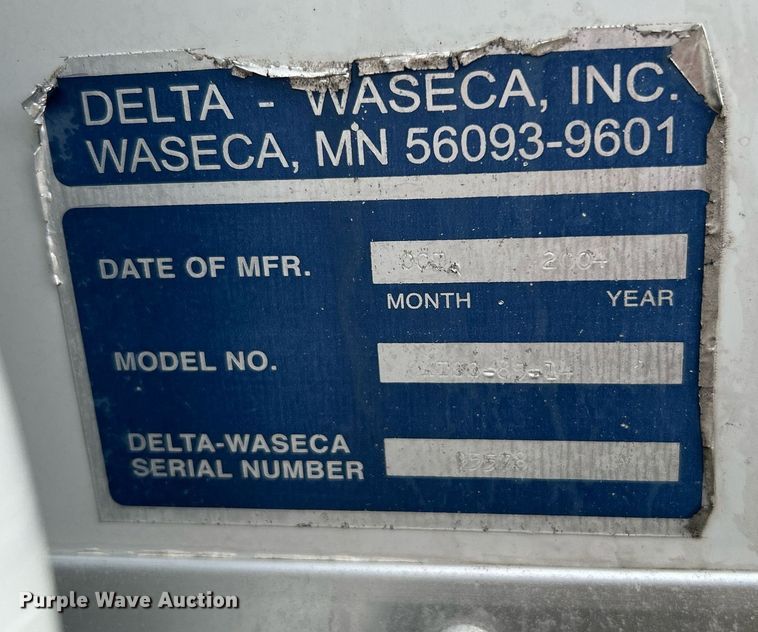 DELTA - WASECA, INC.
WASECA, MN 56093-9601
DATE OF MFR. 2004
MONTH YEAR
MODEL NO.
DELTA-WASECA
SERIAL NUMBER
Purple Wave Auction